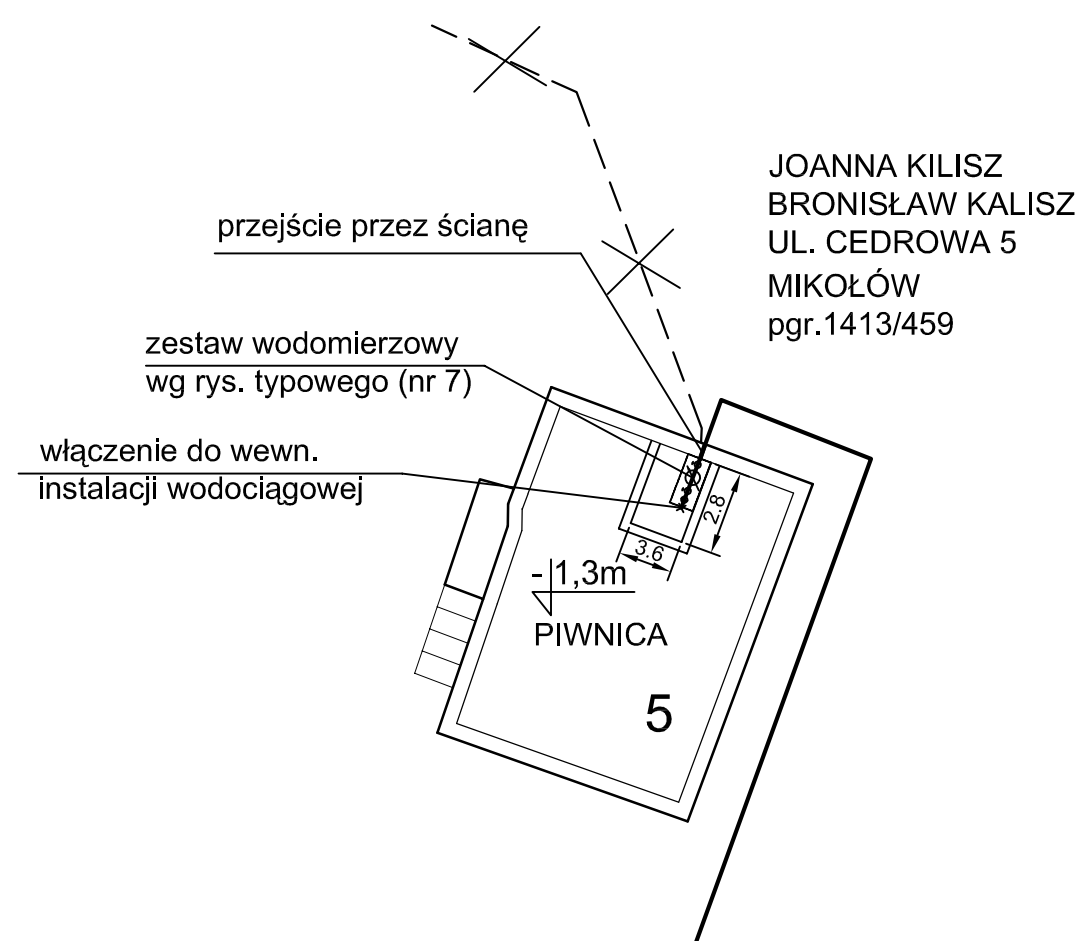 JOANNA KILISZ
BRONISŁAW KALISZ
UL. CEDROWA 5
MIKOŁÓW
pgr.1413/459
przejście przez ścianę
zestaw wodomierzowy
wg rys. typowego (nr 7)
włączenie do wewn.
instalacji wodociągowej
2.8
3.6
- 1,3m
PIWNICA
5